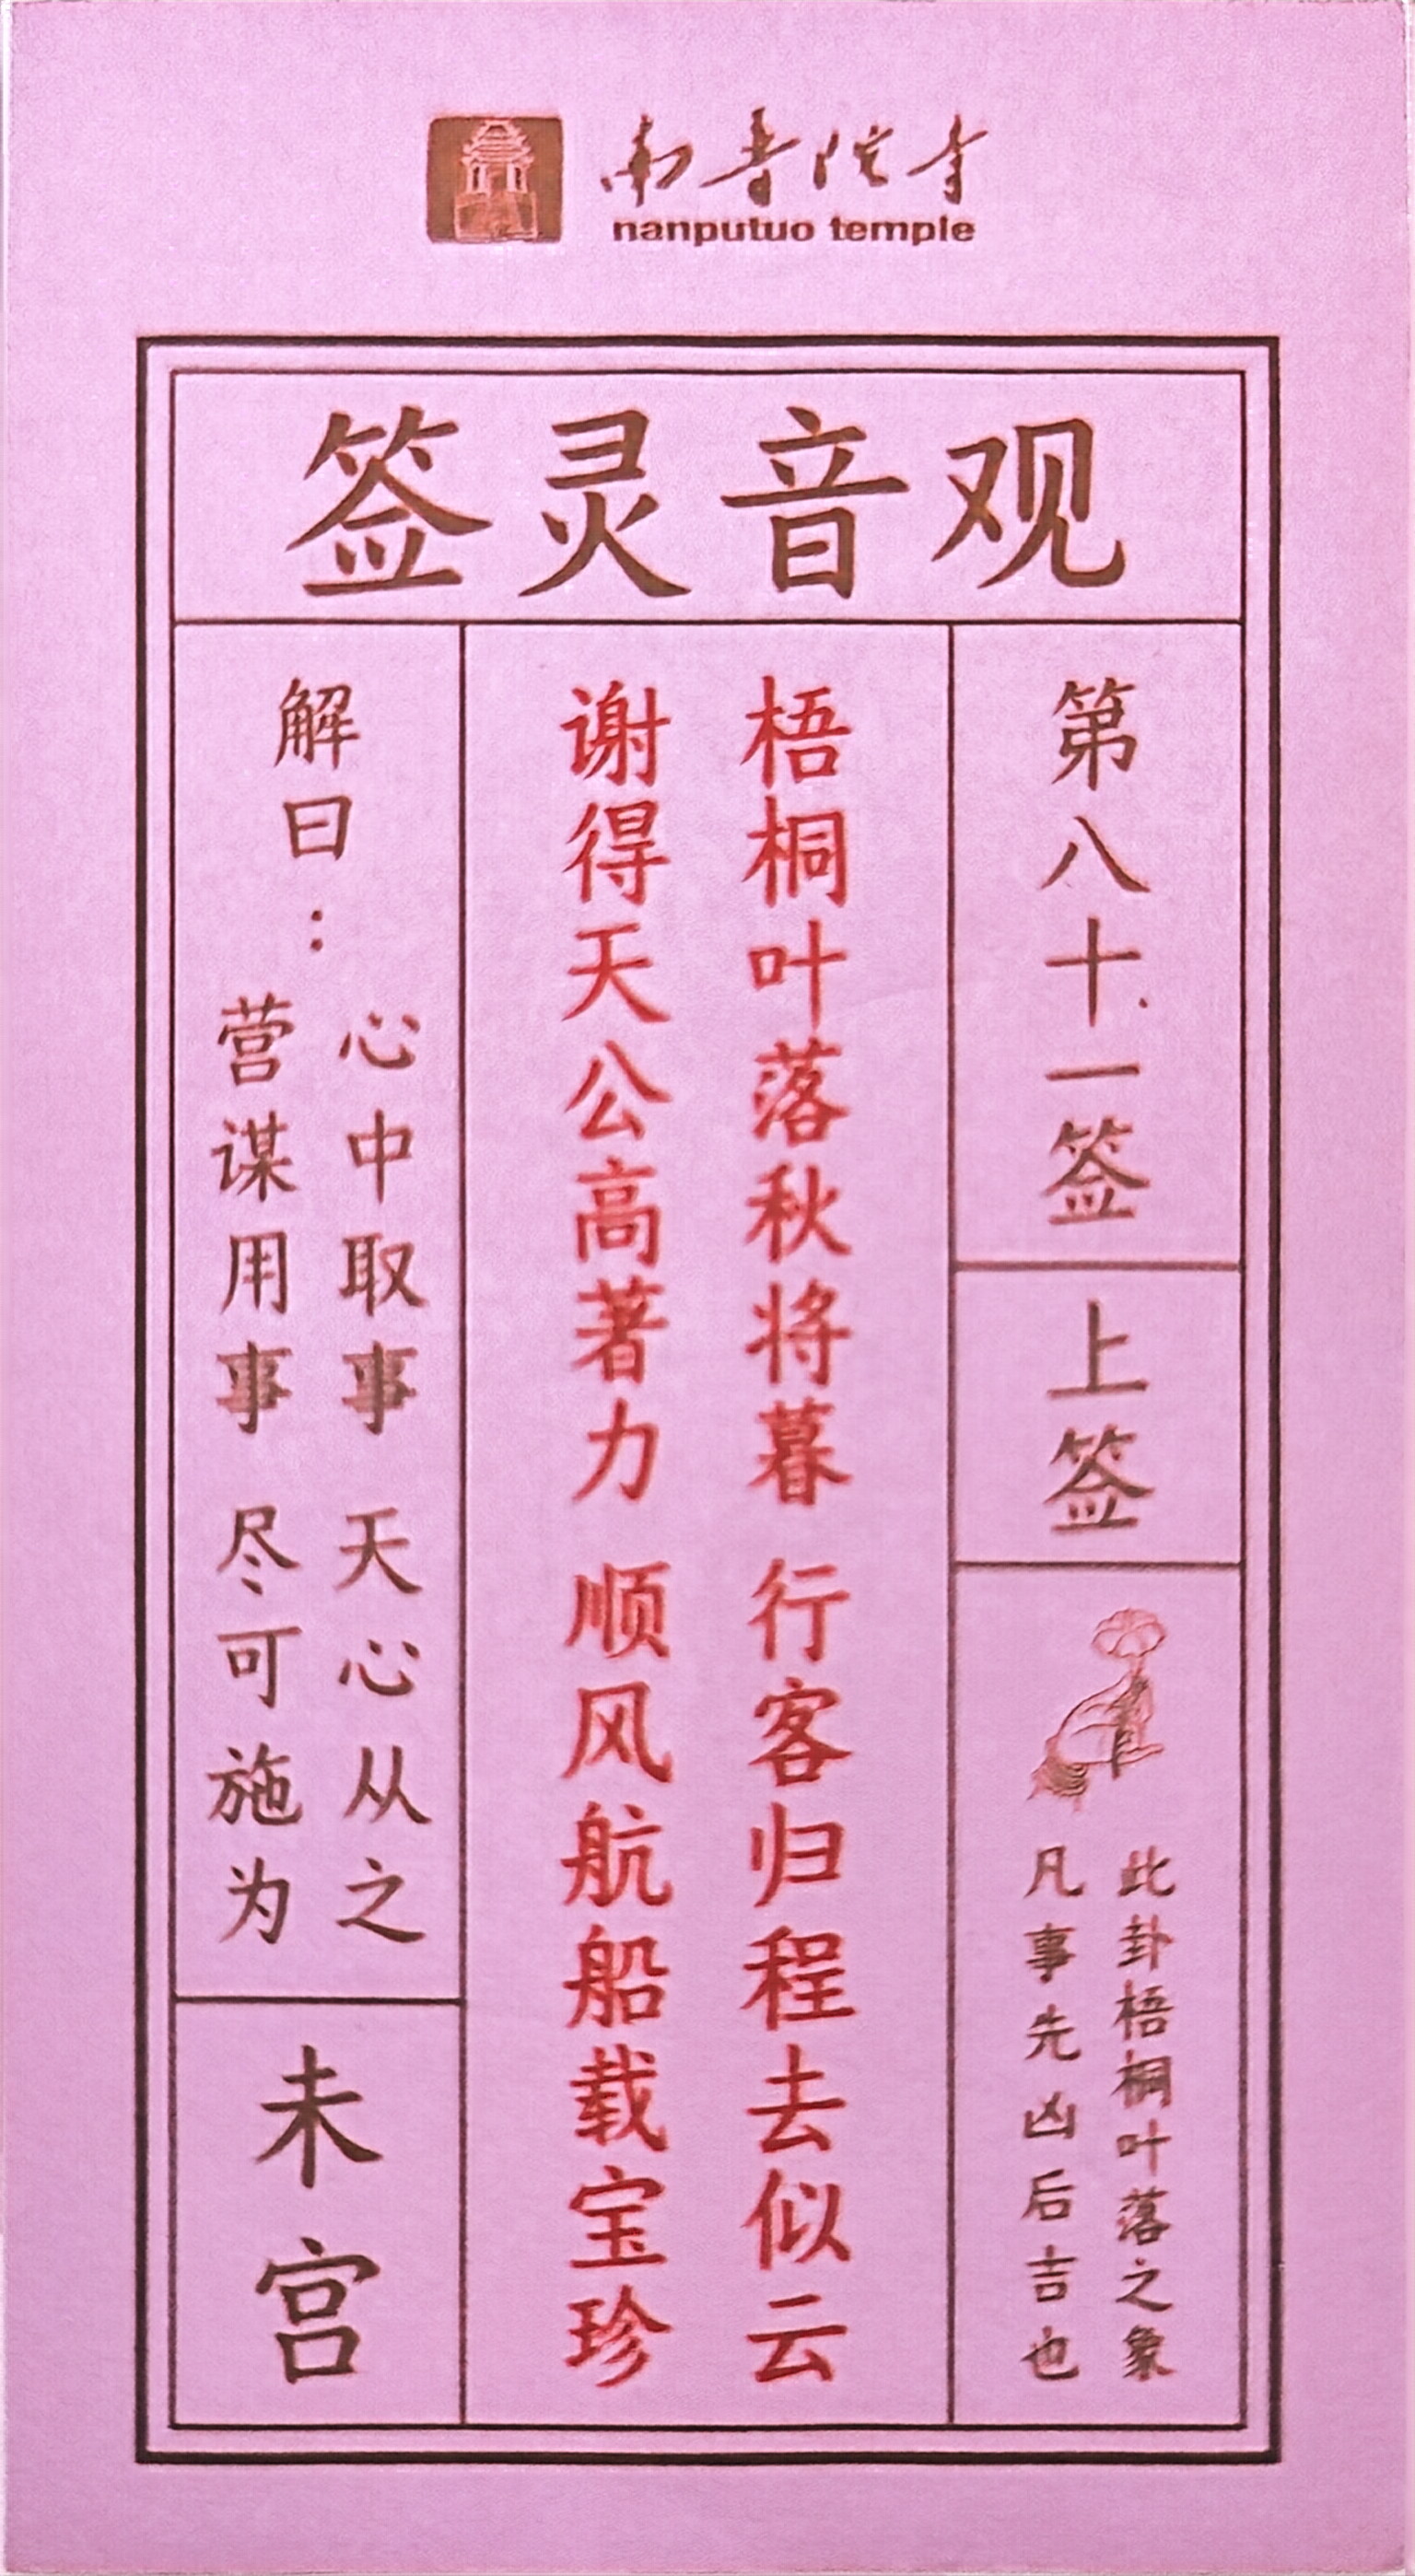 南普陀寺
nanputuo temple
观音灵签
第八十一签
上签
此卦梧桐叶落之象
凡事先凶后吉也
梧桐叶落秋将暮 行客归程去似云
谢得天公高著力 顺风航船载宝珍
解曰：
心中取事 天心从之
营谋用事 尽可施为
未宫